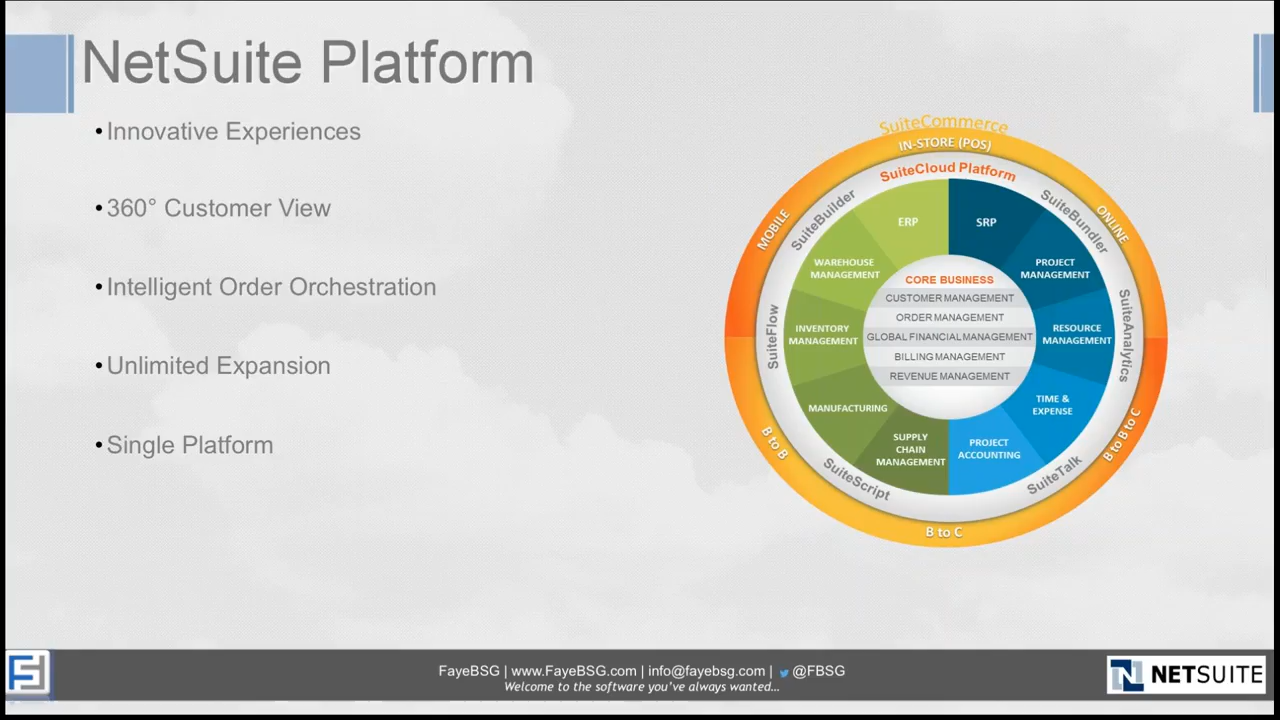 NetSuite Platform
•Innovative Experiences
•360° Customer View
•Intelligent Order Orchestration
•Unlimited Expansion
•Single Platform
SuiteCommerce
IN-STORE (POS)
MOBILE
ONLINE
B to B
B to B to C
B to C
SuiteCloud Platform
SuiteBuilder
SuiteBundler
SuiteFlow
SuiteAnalytics
SuiteScript
SuiteTalk
ERP
SRP
WAREHOUSE
MANAGEMENT
PROJECT
MANAGEMENT
INVENTORY
MANAGEMENT
RESOURCE
MANAGEMENT
MANUFACTURING
TIME &
EXPENSE
SUPPLY
CHAIN
MANAGEMENT
PROJECT
ACCOUNTING
CORE BUSINESS
CUSTOMER MANAGEMENT
ORDER MANAGEMENT
GLOBAL FINANCIAL MANAGEMENT
BILLING MANAGEMENT
REVENUE MANAGEMENT
FayeBSG | www.FayeBSG.com | info@fayebsg.com | @FBSG
Welcome to the software you've always wanted...
N NETSUITE